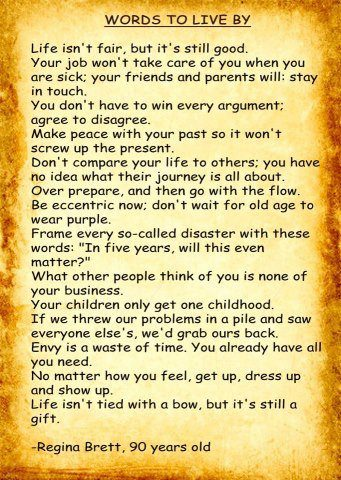 WORDS TO LIVE BY
Life isn't fair, but it's still good.
Your job won't take care of you when you
are sick; your friends and parents will: stay
in touch.
You don't have to win every argument;
agree to disagree.
Make peace with your past so it won't
screw up the present.
Don't compare your life to others; you have
no idea what their journey is all about.
Over prepare, and then go with the flow.
Be eccentric now; don't wait for old age to
wear purple.
Frame every so-called disaster with these
words: "In five years, will this even
matter?"
What other people think of you is none of
your business.
Your children only get one childhood.
If we threw our problems in a pile and saw
everyone else's, we'd grab ours back.
Envy is a waste of time. You already have all
you need.
No matter how you feel, get up, dress up
and show up.
Life isn't tied with a bow, but it's still a
gift.
-Regina Brett, 90 years old